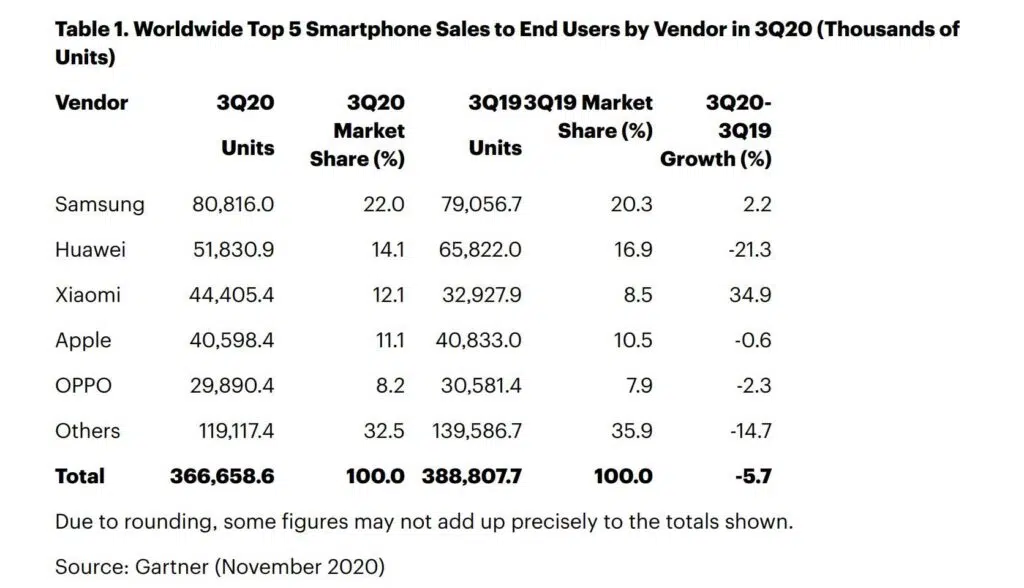 Table 1. Worldwide Top 5 Smartphone Sales to End Users by Vendor in 3Q20 (Thousands of
Units)
Vendor 3Q20 3Q20 3Q19 3Q19 Market 3Q20-
Market Share (%) 3Q19
Units Share (%) Units Growth (%)
Samsung 80,816.0 22.0 79,056.7 20.3 2.2
Huawei 51,830.9 14.1 65,822.0 16.9 -21.3
Xiaomi 44,405.4 12.1 32,927.9 8.5 34.9
Apple 40,598.4 11.1 40,833.0 10.5 -0.6
OPPO 29,890.4 8.2 30,581.4 7.9 -2.3
Others 119,117.4 32.5 139,586.7 35.9 -14.7
Total 366,658.6 100.0 388,807.7 100.0 -5.7
Due to rounding, some figures may not add up precisely to the totals shown.
Source: Gartner (November 2020)